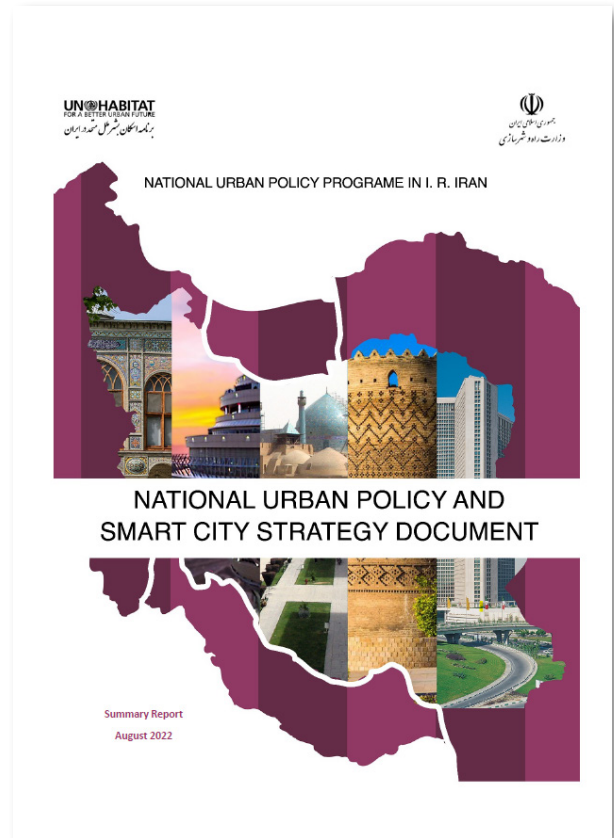 UN HABITAT
FOR A BETTER URBAN FUTURE
برنامه اسکان بشر ملل متحد در ایران
جمهوری اسلامی ایران
وزارت راه و شهرسازی
NATIONAL URBAN POLICY PROGRAME IN I. R. IRAN
NATIONAL URBAN POLICY AND
SMART CITY STRATEGY DOCUMENT
Summary Report
August 2022